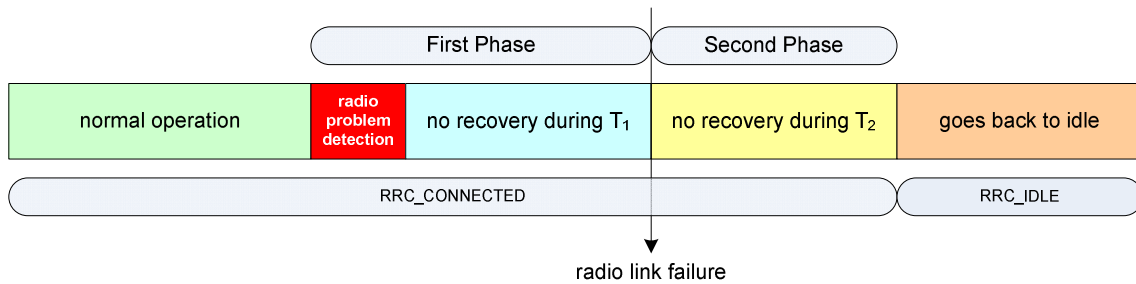 First Phase
Second Phase
normal operation
radio
problem
detection
no recovery during T₁
no recovery during T₂
goes back to idle
RRC_CONNECTED
RRC_IDLE
radio link failure